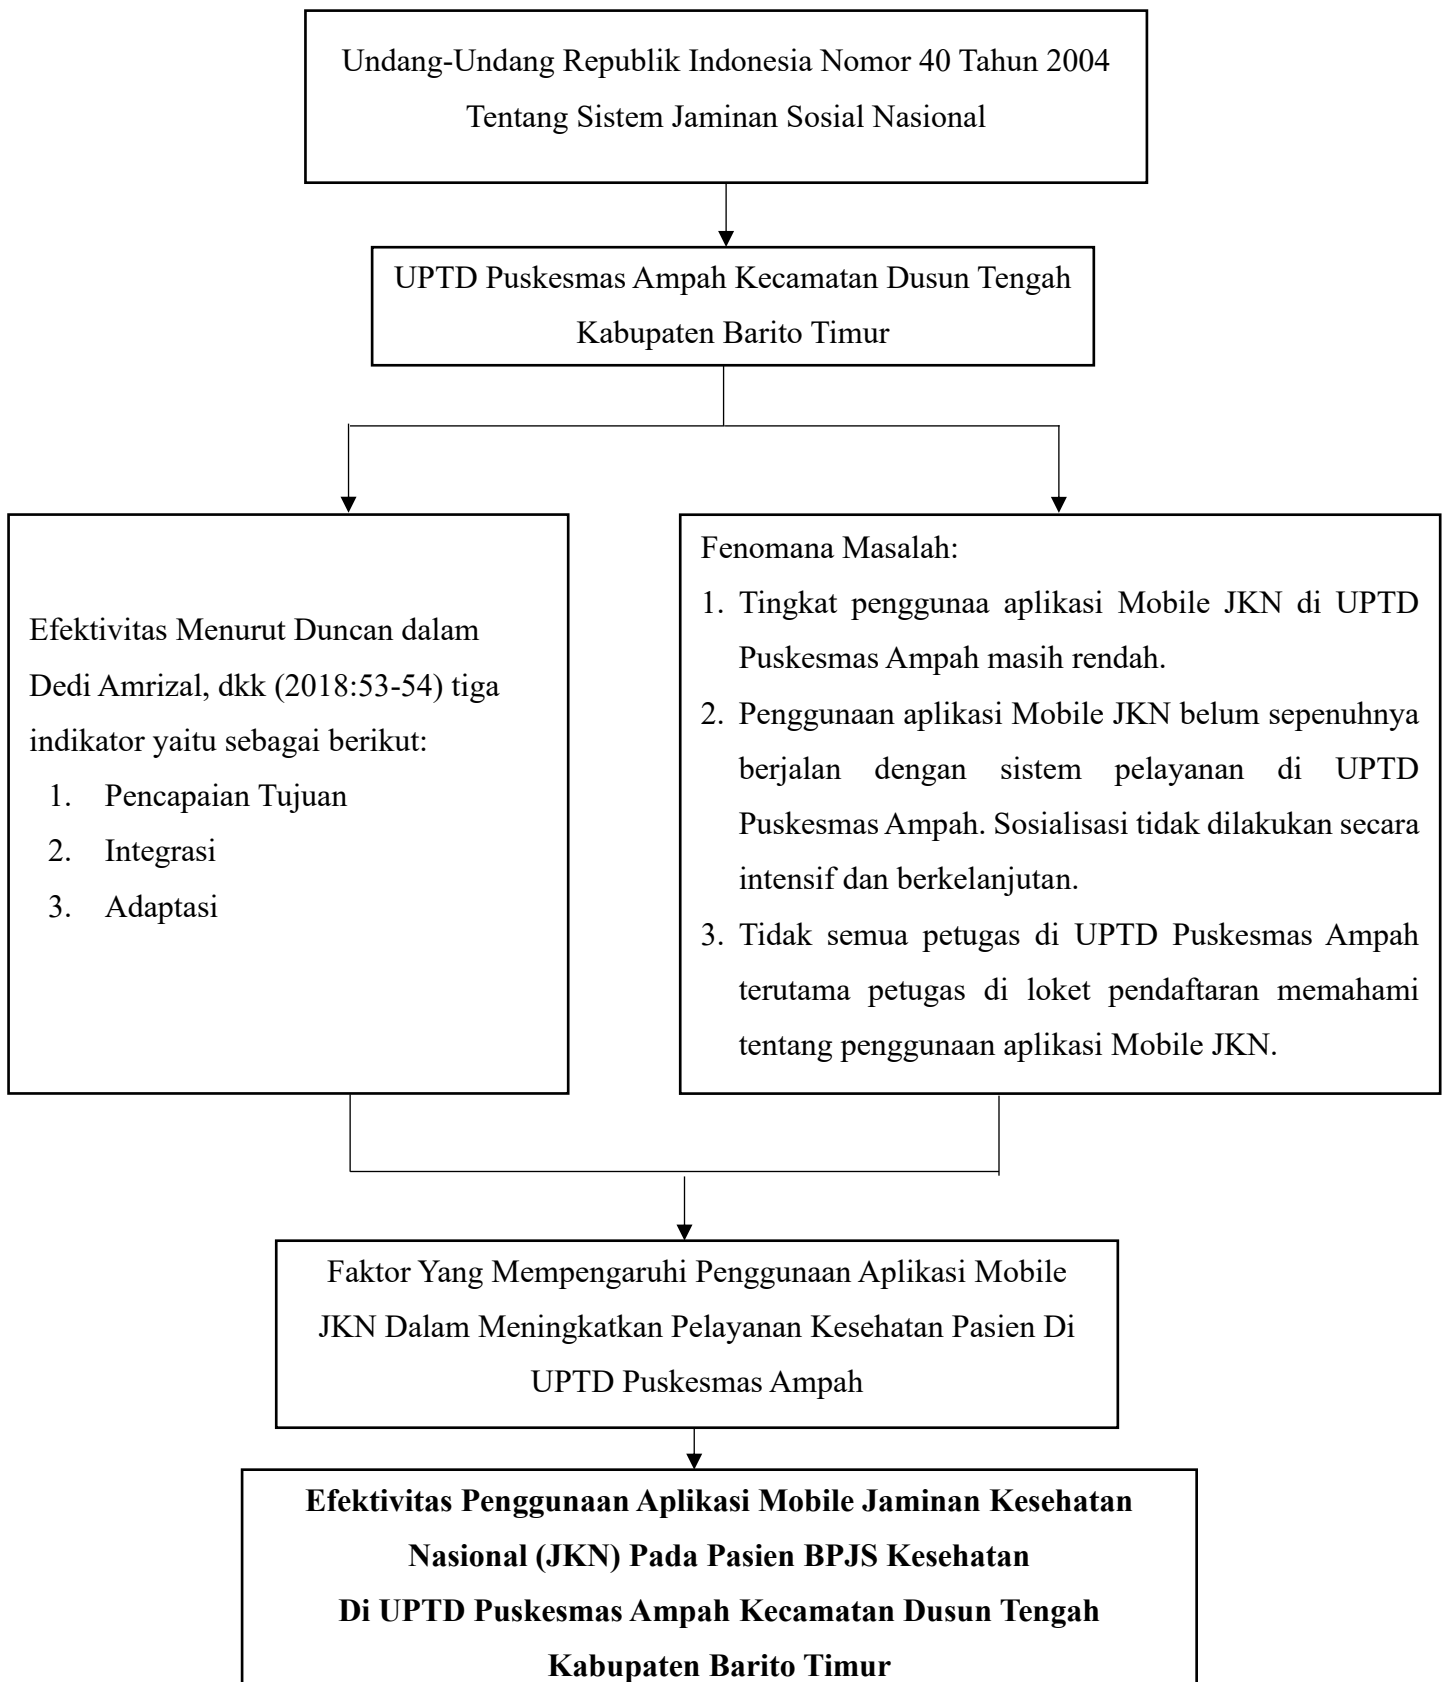 Undang-Undang Republik Indonesia Nomor 40 Tahun 2004
Tentang Sistem Jaminan Sosial Nasional
UPTD Puskesmas Ampah Kecamatan Dusun Tengah
Kabupaten Barito Timur
Efektivitas Menurut Duncan dalam
Dedi Amrizal, dkk (2018:53-54) tiga
indikator yaitu sebagai berikut:
1. Pencapaian Tujuan
2. Integrasi
3. Adaptasi
Fenomana Masalah:
1. Tingkat penggunaa aplikasi Mobile JKN di UPTD
Puskesmas Ampah masih rendah.
2. Penggunaan aplikasi Mobile JKN belum sepenuhnya
berjalan dengan sistem pelayanan di UPTD
Puskesmas Ampah. Sosialisasi tidak dilakukan secara
intensif dan berkelanjutan.
3. Tidak semua petugas di UPTD Puskesmas Ampah
terutama petugas di loket pendaftaran memahami
tentang penggunaan aplikasi Mobile JKN.
Faktor Yang Mempengaruhi Penggunaan Aplikasi Mobile
JKN Dalam Meningkatkan Pelayanan Kesehatan Pasien Di
UPTD Puskesmas Ampah
Efektivitas Penggunaan Aplikasi Mobile Jaminan Kesehatan
Nasional (JKN) Pada Pasien BPJS Kesehatan
Di UPTD Puskesmas Ampah Kecamatan Dusun Tengah
Kabupaten Barito Timur